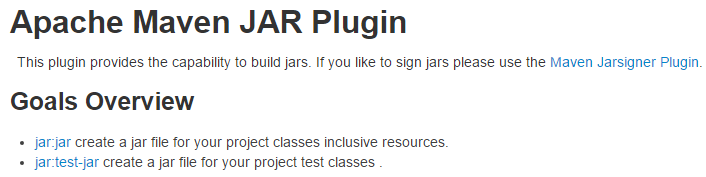 Apache Maven JAR Plugin
This plugin provides the capability to build jars. If you like to sign jars please use the Maven Jarsigner Plugin.
Goals Overview
• jar:jar create a jar file for your project classes inclusive resources.
• jar:test-jar create a jar file for your project test classes .